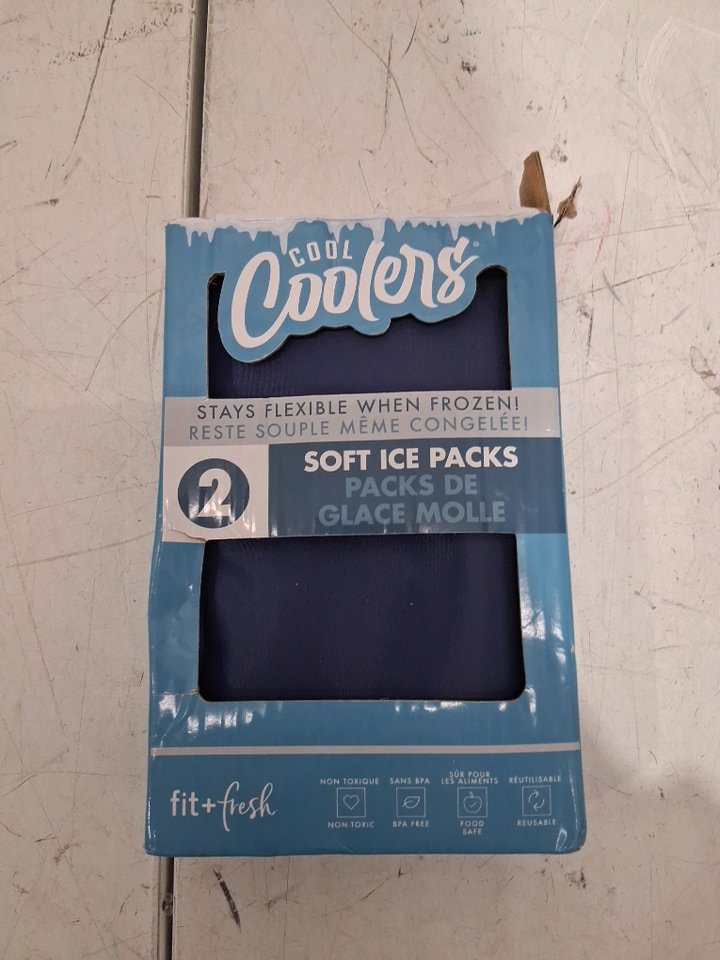 COOL
Coolers®
STAYS FLEXIBLE WHEN FROZEN!
RESTE SOUPLE MÊME CONGELÉE!
2
SOFT ICE PACKS
PACKS DE
GLACE MOLLE
fit+fresh
NON TOXIQUE
NON-TOXIC
SANS BPA
BPA FREE
SÛR POUR
LES ALIMENTS
FOOD
SAFE
RÉUTILISABLE
REUSABLE